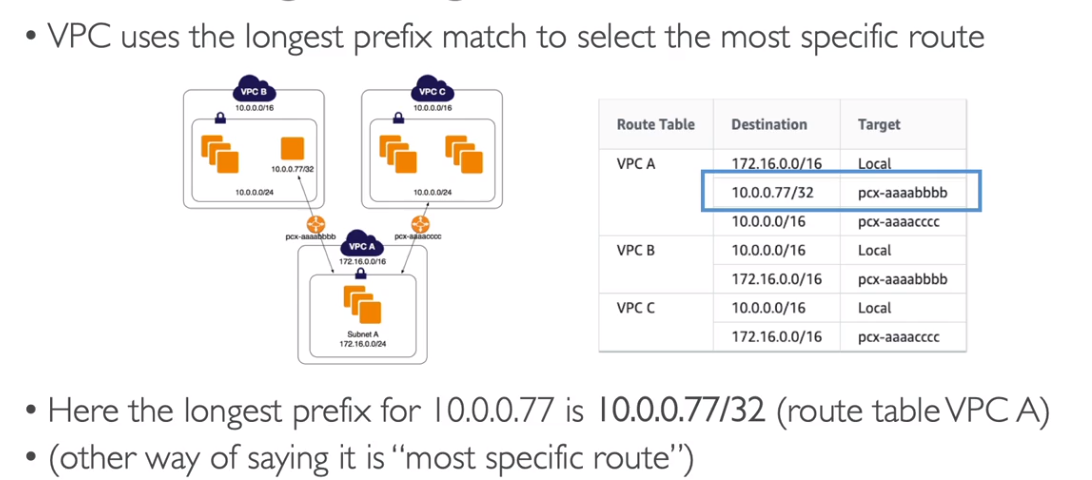 • VPC uses the longest prefix match to select the most specific route
VPC B
10.0.0.0/16
10.0.0.77/32
10.0.0.0/24
VPC C
10.0.0.0/16
10.0.0.0/24
pcx-aaaabbbb
pcx-aaaacccc
VPC A
172.16.0.0/16
Subnet A
172.16.0.0/24
Route Table Destination Target
VPC A 172.16.0.0/16 Local
10.0.0.77/32 pcx-aaaabbbb
10.0.0.0/16 pcx-aaaacccc
VPC B 10.0.0.0/16 Local
172.16.0.0/16 pcx-aaaabbbb
VPC C 10.0.0.0/16 Local
172.16.0.0/16 pcx-aaaacccc
• Here the longest prefix for 10.0.0.77 is 10.0.0.77/32 (route table VPC A)
• (other way of saying it is “most specific route”)